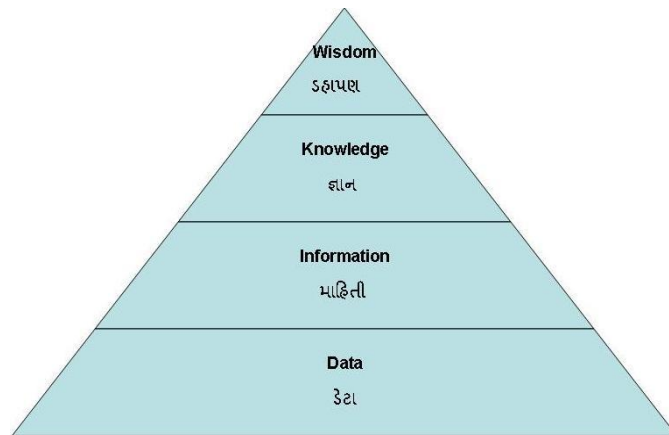 Wisdom
ડહાપણ
Knowledge
જ્ઞાન
Information
માહિતી
Data
ડેટા